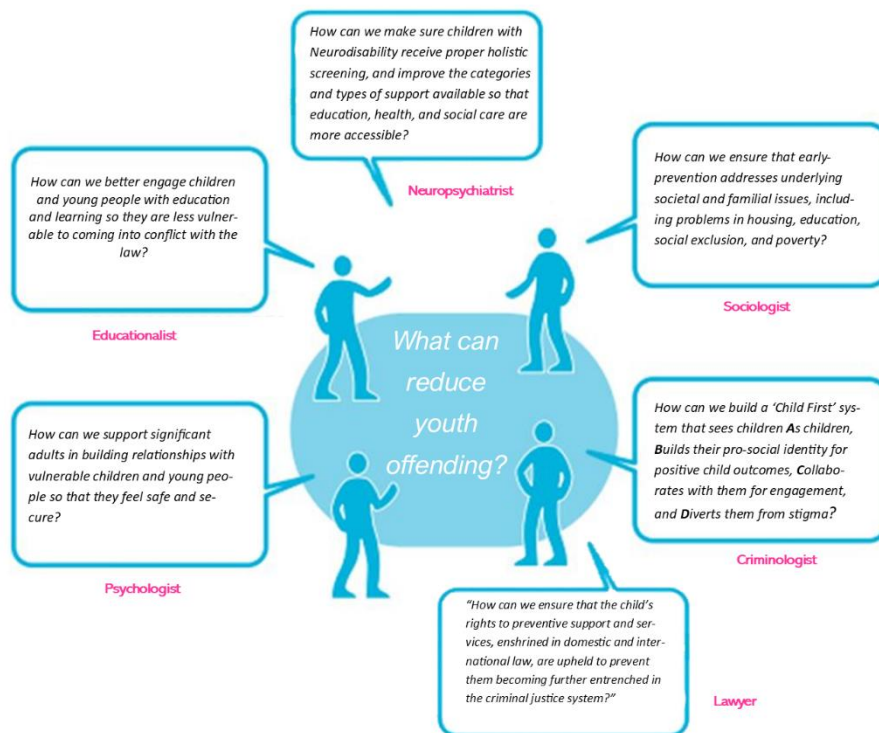 How can we make sure children with
Neurodisability receive proper holistic
screening, and improve the categories
and types of support available so that
education, health, and social care are
more accessible?
Neuropsychiatrist
How can we better engage children
and young people with education
and learning so they are less vulner-
able to coming into conflict with the
law?
Educationalist
How can we ensure that early-
prevention addresses underlying
societal and familial issues, includ-
ing problems in housing, education,
social exclusion, and poverty?
Sociologist
What can
reduce
youth
offending?
How can we support significant
adults in building relationships with
vulnerable children and young peo-
ple so that they feel safe and se-
cure?
Psychologist
How can we build a ‘Child First’ sys-
tem that sees children As children,
Builds their pro-social identity for
positive child outcomes, Collabo-
rates with them for engagement,
and Diverts them from stigma?
Criminologist
“How can we ensure that the child’s
rights to preventive support and ser-
vices, enshrined in domestic and inter-
national law, are upheld to prevent
them becoming further entrenched in
the criminal justice system?”
Lawyer